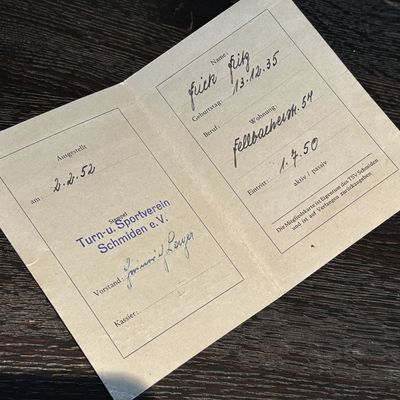 Ausgestellt
am: 2.2.52
Stempel
Turn-u. Sportverein
Schmiden e.V.
Vorstand:
Kassier:
Name:
Frick Fritz
Geburtstag: 13.12.35
Beruf:
Wohnung:
Fellbacherstr. 54
Eintritt: 1.7.50
aktiv / passiv
Die Mitgliedskarte ist Eigentum des TSV Schmiden
und ist auf Verlangen zurückzugeben